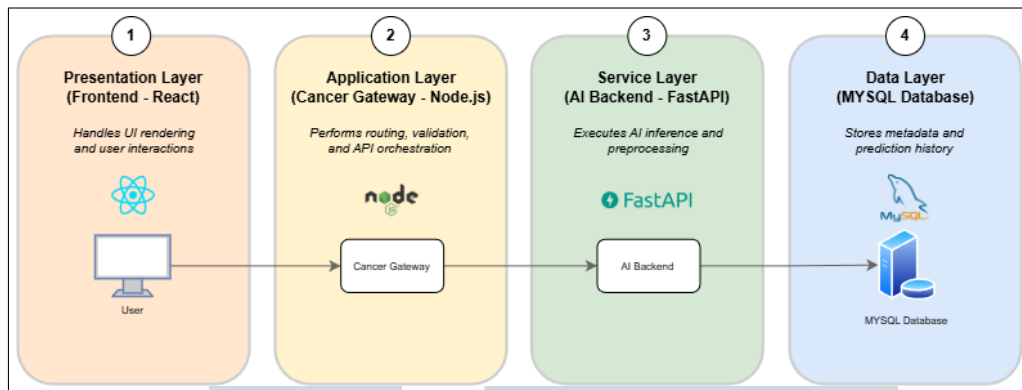 1
Presentation Layer
(Frontend - React)
Handles UI rendering
and user interactions
User
2
Application Layer
(Cancer Gateway - Node.js)
Performs routing, validation,
and API orchestration
node
JS
Cancer Gateway
3
Service Layer
(AI Backend - FastAPI)
Executes AI inference and
preprocessing
FastAPI
AI Backend
4
Data Layer
(MYSQL Database)
Stores metadata and
prediction history
MySQL
MYSQL Database